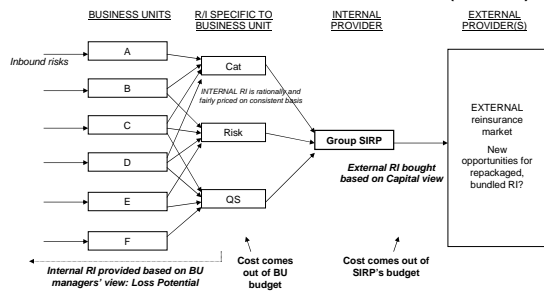 BUSINESS UNITS
R/I SPECIFIC TO
BUSINESS UNIT
INTERNAL
PROVIDER
EXTERNAL
PROVIDER(S)
Inbound risks
A
B
C
D
E
F
Cat
INTERNAL RI is rationally and
fairly priced on consistent basis
Risk
QS
Group SIRP
External RI bought
based on Capital view
EXTERNAL
reinsurance
market
New
opportunities for
repackaged,
bundled RI?
Internal RI provided based on BU
managers' view: Loss Potential
Cost comes
out of BU
budget
Cost comes out of
SIRP's budget